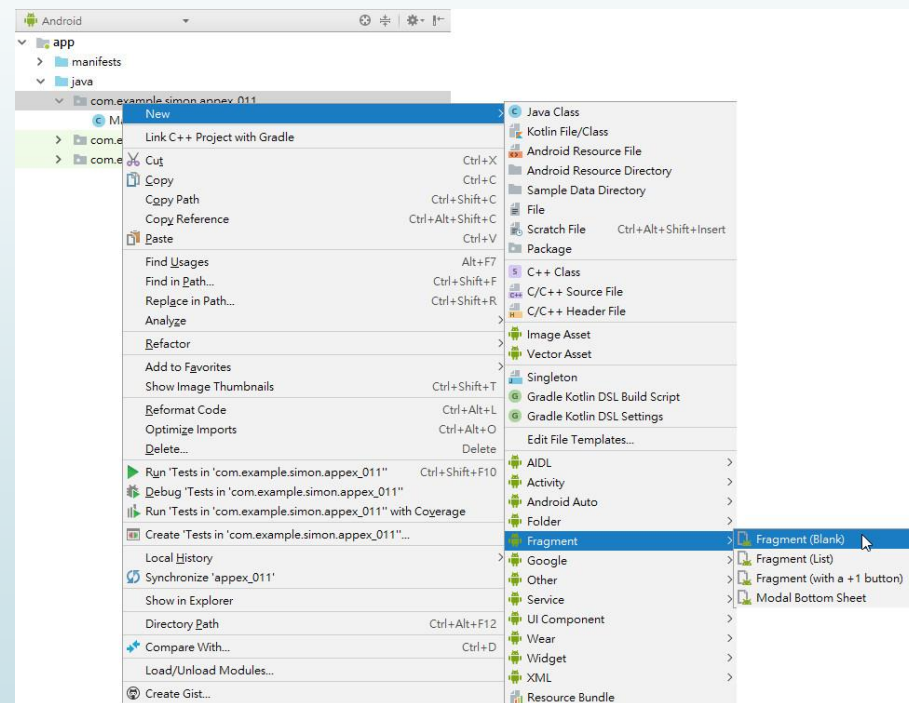 Android
app
manifests
java
com.example.simon.appex_011
New
Link C++ Project with Gradle
Cut Ctrl+X
Copy Ctrl+C
Copy Path Ctrl+Shift+C
Copy Reference Ctrl+Alt+Shift+C
Paste Ctrl+V
Find Usages Alt+F7
Find in Path... Ctrl+Shift+F
Replace in Path... Ctrl+Shift+R
Analyze
Refactor
Add to Favorites
Show Image Thumbnails Ctrl+Shift+T
Reformat Code Ctrl+Alt+L
Optimize Imports Ctrl+Alt+O
Delete... Delete
Run 'Tests in 'com.example.simon.appex_011'' Ctrl+Shift+F10
Debug 'Tests in 'com.example.simon.appex_011''
Run 'Tests in 'com.example.simon.appex_011'' with Coverage
Create 'Tests in 'com.example.simon.appex_011''...
Local History
Synchronize 'appex_011'
Show in Explorer
Directory Path Ctrl+Alt+F12
Compare With... Ctrl+D
Load/Unload Modules...
Create Gist...
Java Class
Kotlin File/Class
Android Resource File
Android Resource Directory
Sample Data Directory
File
Scratch File Ctrl+Alt+Shift+Insert
Package
C++ Class
C/C++ Source File
C/C++ Header File
Image Asset
Vector Asset
Singleton
Gradle Kotlin DSL Build Script
Gradle Kotlin DSL Settings
Edit File Templates...
AIDL
Activity
Android Auto
Folder
Fragment
Google
Other
Service
UI Component
Wear
Widget
XML
Resource Bundle
Fragment (Blank)
Fragment (List)
Fragment (with a +1 button)
Modal Bottom Sheet